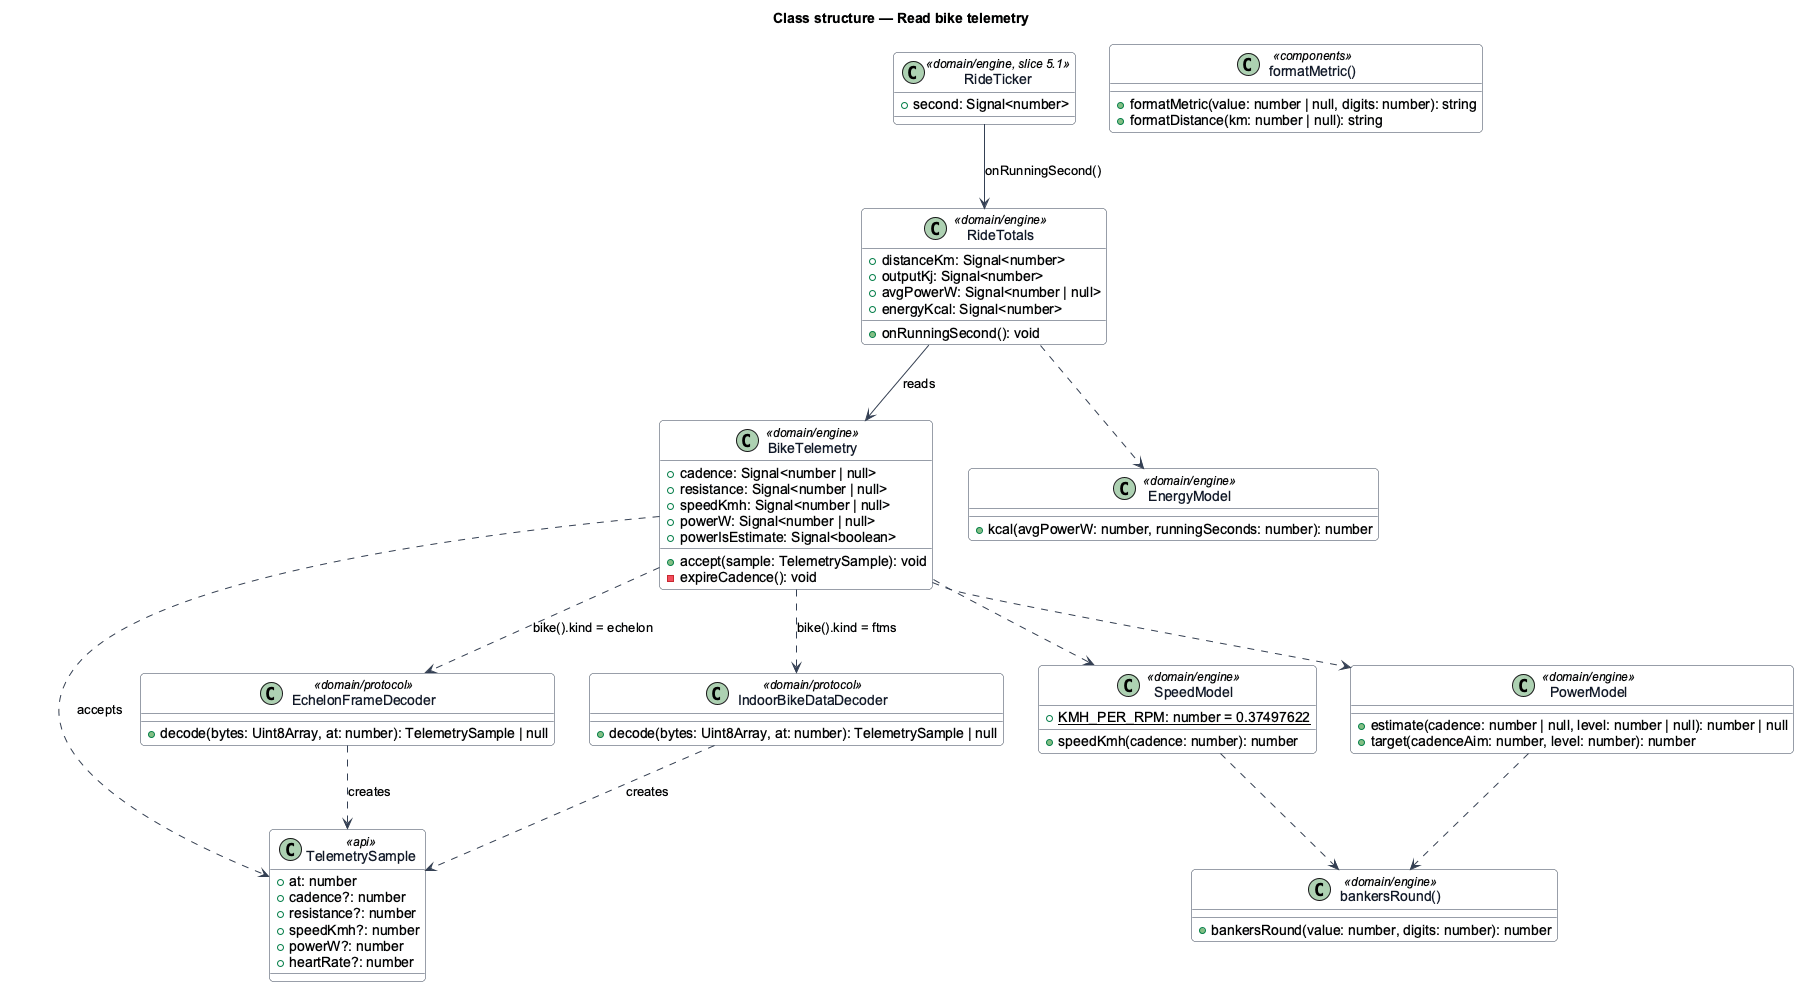 Class structure — Read bike telemetry
«domain/engine, slice 5.1»
RideTicker
second: Signal<number>
«components»
formatMetric()
formatMetric(value: number | null, digits: number): string
formatDistance(km: number | null): string
onRunningSecond()
«domain/engine»
RideTotals
distanceKm: Signal<number>
outputKj: Signal<number>
avgPowerW: Signal<number | null>
energyKcal: Signal<number>
onRunningSecond(): void
reads
«domain/engine»
BikeTelemetry
cadence: Signal<number | null>
resistance: Signal<number | null>
speedKmh: Signal<number | null>
powerW: Signal<number | null>
powerIsEstimate: Signal<boolean>
accept(sample: TelemetrySample): void
expireCadence(): void
«domain/engine»
EnergyModel
kcal(avgPowerW: number, runningSeconds: number): number
bike().kind = echelon
bike().kind = ftms
accepts
«domain/protocol»
EchelonFrameDecoder
decode(bytes: Uint8Array, at: number): TelemetrySample | null
«domain/protocol»
IndoorBikeDataDecoder
decode(bytes: Uint8Array, at: number): TelemetrySample | null
«domain/engine»
SpeedModel
KMH_PER_RPM: number = 0.37497622
speedKmh(cadence: number): number
«domain/engine»
PowerModel
estimate(cadence: number | null, level: number | null): number | null
target(cadenceAim: number, level: number): number
creates
creates
«api»
TelemetrySample
at: number
cadence?: number
resistance?: number
speedKmh?: number
powerW?: number
heartRate?: number
«domain/engine»
bankersRound()
bankersRound(value: number, digits: number): number